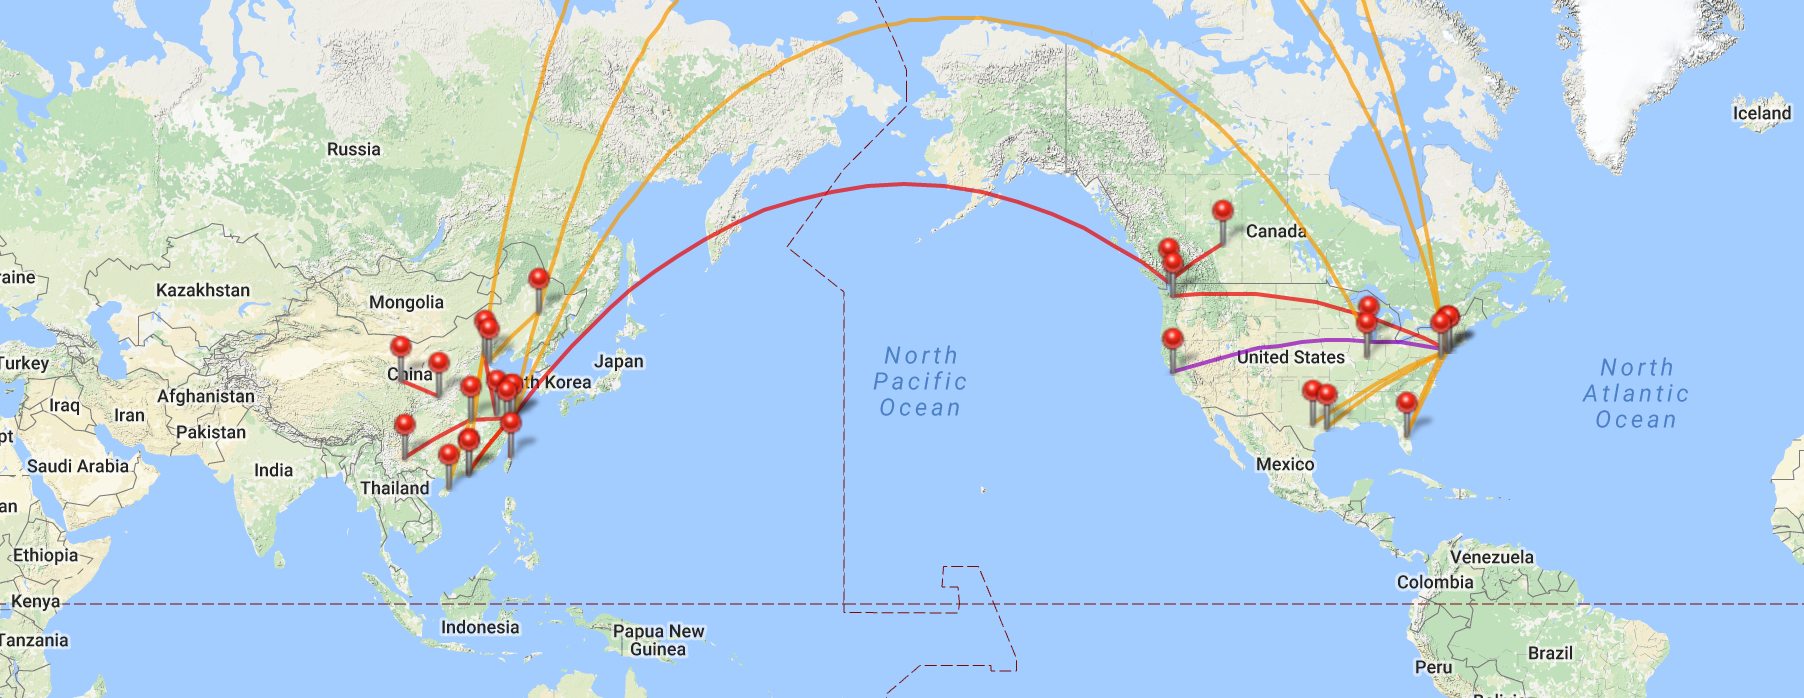 Iceland
Russia
Canada
raine
Kazakhstan
Mongolia
Turkey
China
th Korea
Japan
North
Pacific
Ocean
United States
North
Atlantic
Ocean
Afghanistan
Iraq
Iran
Pakistan
pt
Saudi Arabia
India
Thailand
Mexico
an
Ethiopia
Venezuela
Colombia
Kenya
Tanzania
Indonesia
Papua New
Guinea
Brazil
Peru